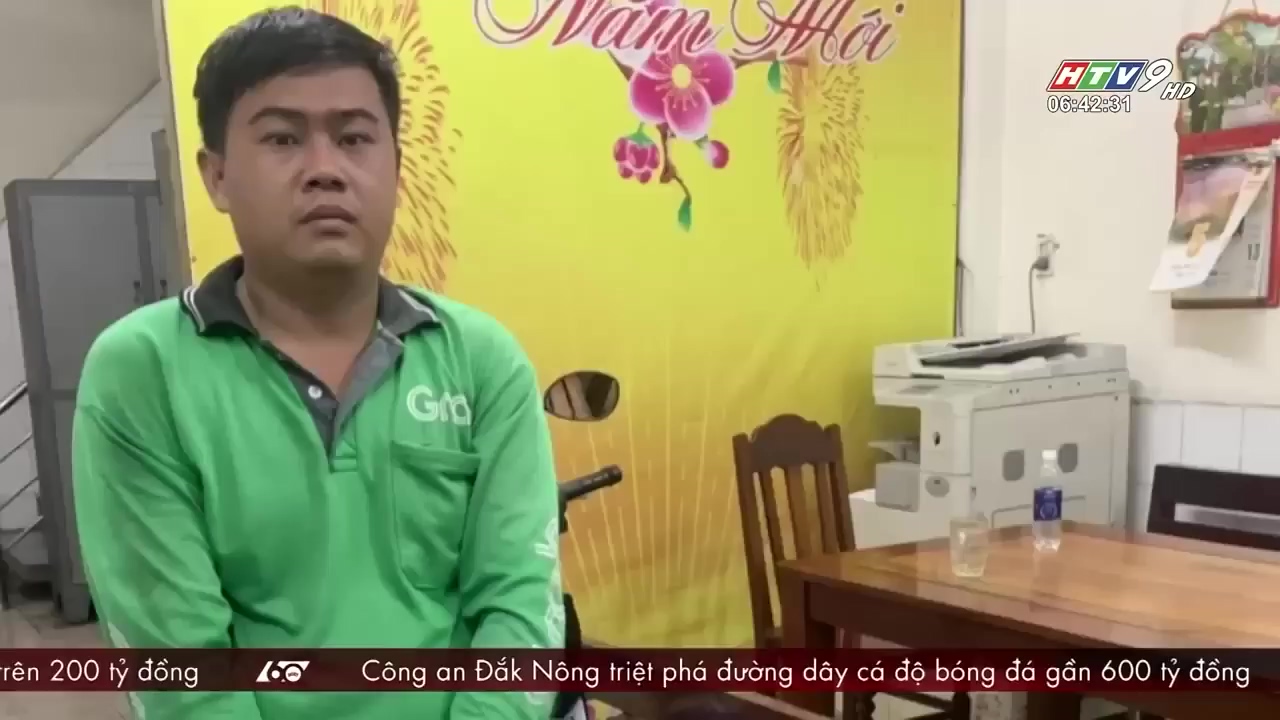 Năm Mới
HTV9 HD
06:42:31
Gra
trên 200 tỷ đồng
60
Công an Đắk Nông triệt phá đường dây cá độ bóng đá gần 600 tỷ đồng